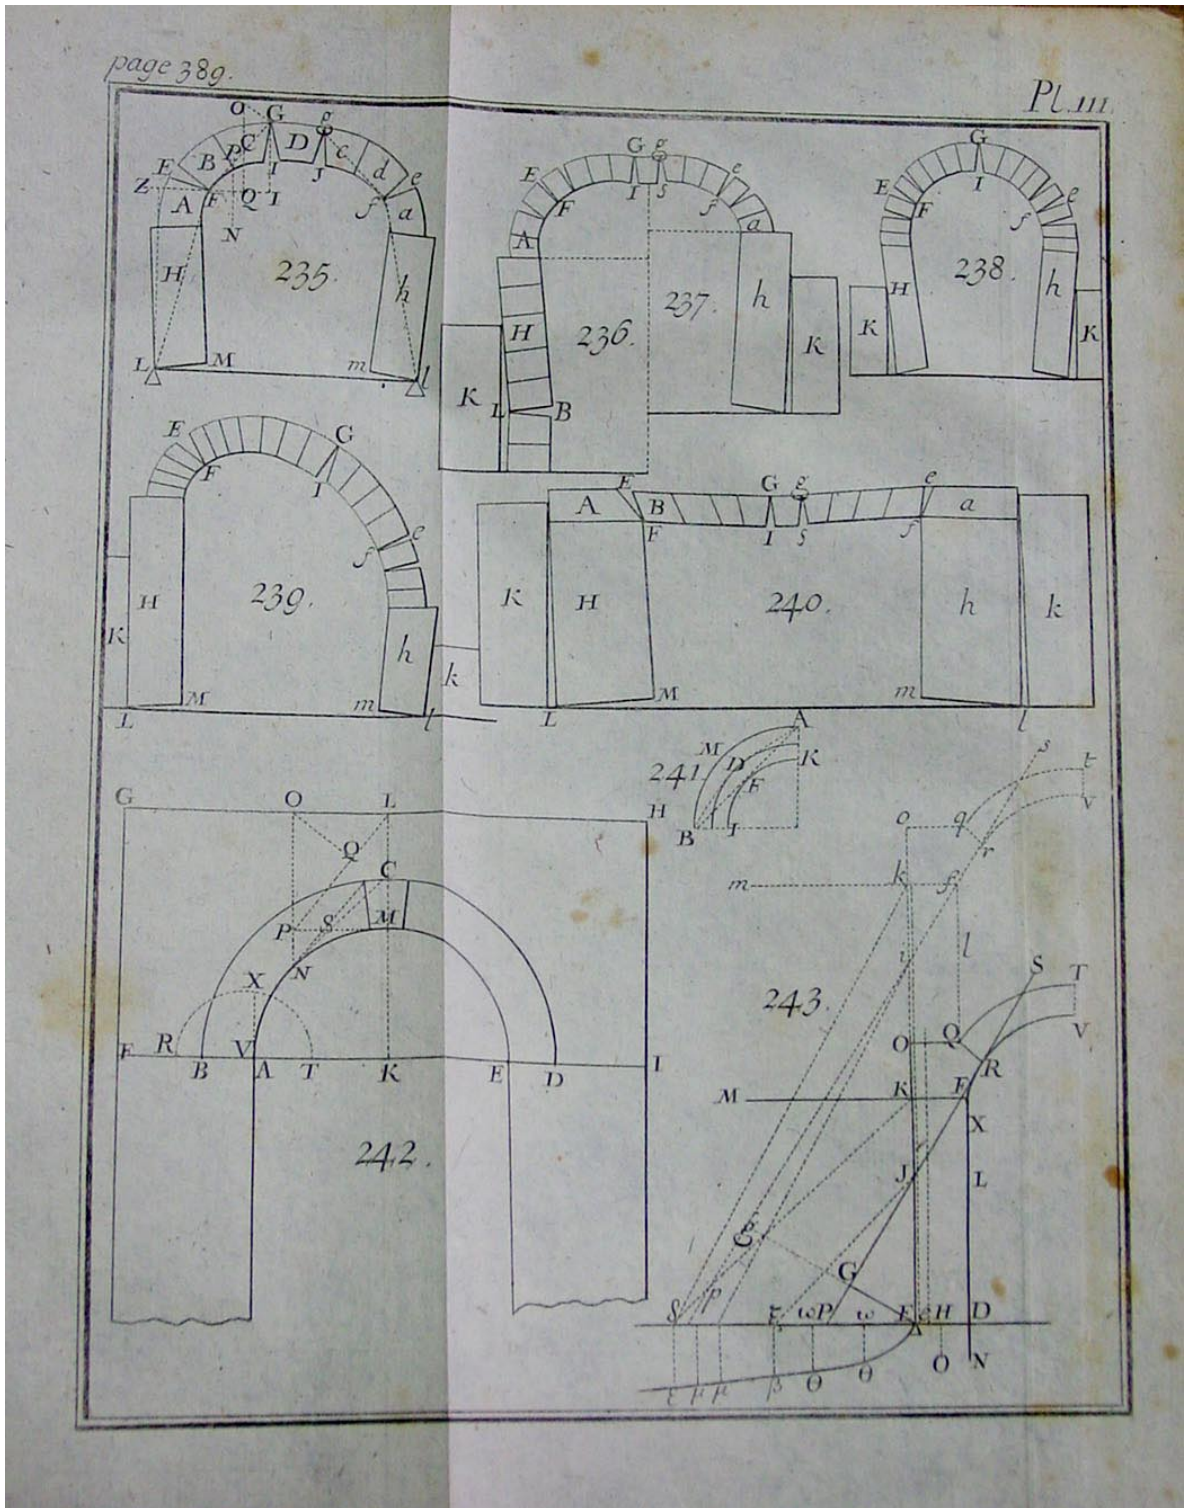 page 389.
Pl. III.
O G g
E B P C D c d e
Z F Q I I J f
A N a
H 235. h
L M m l
G g
E F I s f e
A a
H 236. 237. h
K L B K
G
E F I f e
H 238. h
K K
E G
F I
f e
H 239. h
K k
L M m l
E G g e
A B F I s f a
K H 240. h k
L M m l
A
M D K
241. F
B I
G O L H
Q C
P S M
N
X
F R B V A T K E D I
242.
s t
o q r V
m k f
i l
243.
S T
O Q R V
M K F
X
J L
g G
δ p ξ ω P ω E e H D
ε μ μ β θ θ O N